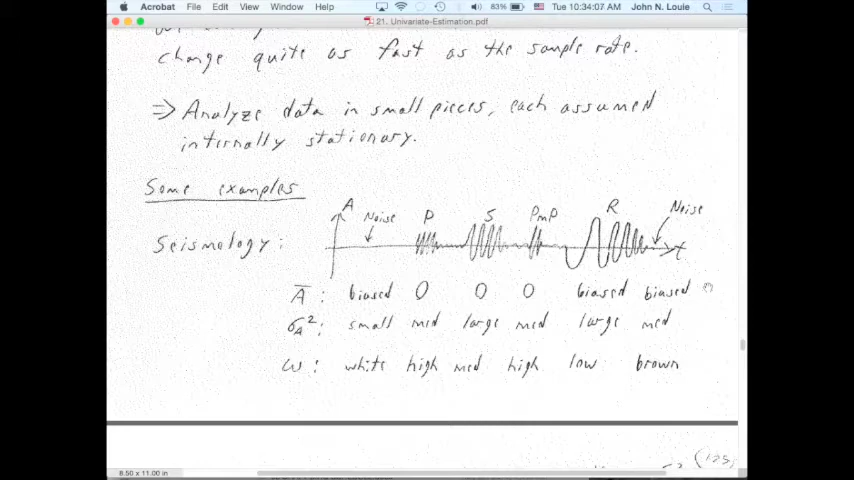 Acrobat File Edit View Window Help 83% Tue 10:34:07 AM John N. Louie
21. Univariate-Estimation.pdf
change quite as fast as the sample rate.
⇒ Analyze data in small pieces, each assumed
internally stationary.
Some examples
Seismology:
A Noise P S PmP R Noise t
A̅: biased 0 0 0 biased biased
σ_A²: small med large med large med
ω: white high med high low brown
8.50 x 11.00 in